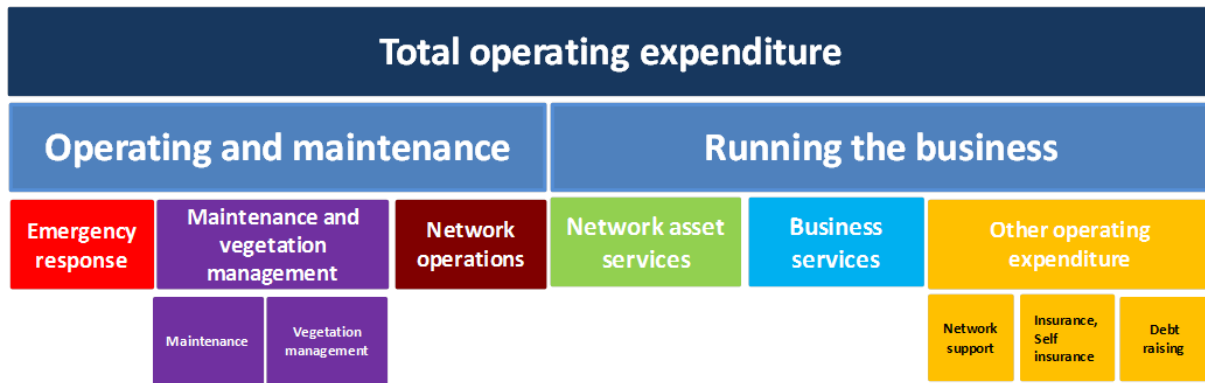 Total operating expenditure
Operating and maintenance
Running the business
Emergency
response
Maintenance and
vegetation
management
Network
operations
Network asset
services
Business
services
Other operating
expenditure
Maintenance
Vegetation
management
Network
support
Insurance,
Self
insurance
Debt
raising